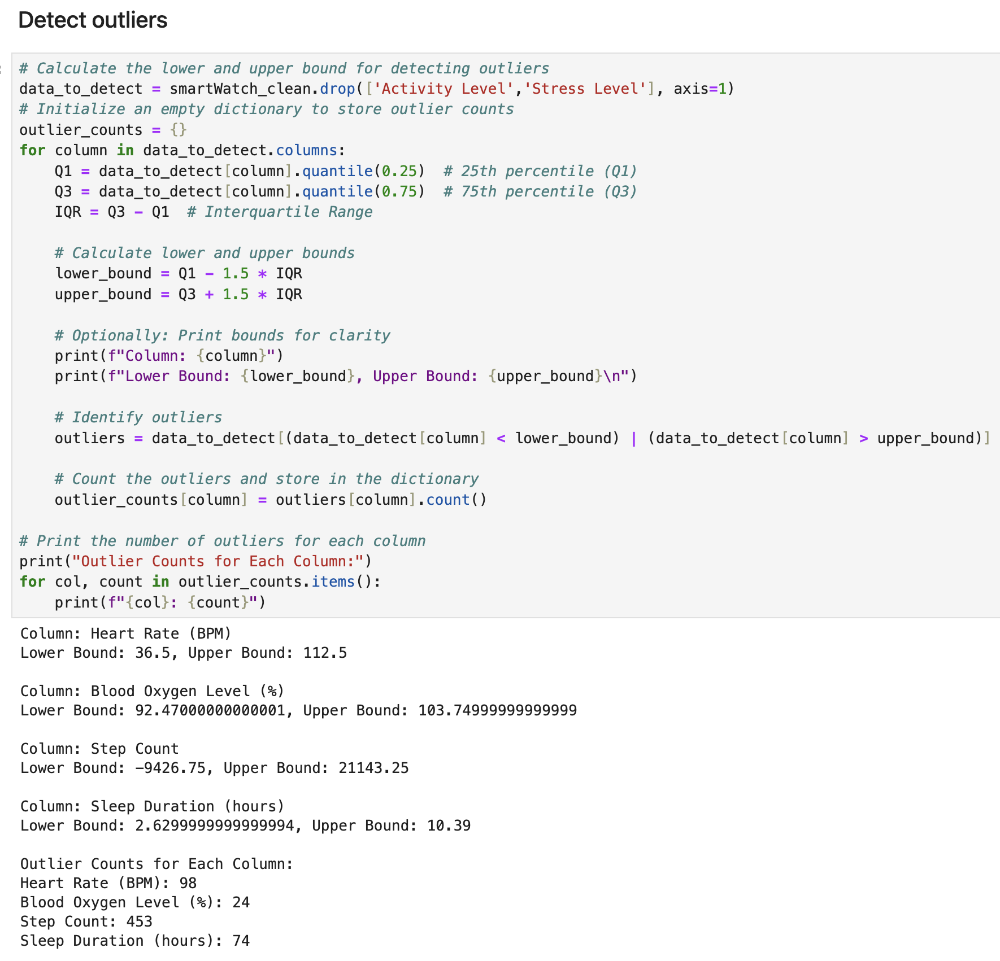 Detect outliers
# Calculate the lower and upper bound for detecting outliers
data_to_detect = smartWatch_clean.drop(['Activity Level','Stress Level'], axis=1)
# Initialize an empty dictionary to store outlier counts
outlier_counts = {}
for column in data_to_detect.columns:
    Q1 = data_to_detect[column].quantile(0.25)  # 25th percentile (Q1)
    Q3 = data_to_detect[column].quantile(0.75)  # 75th percentile (Q3)
    IQR = Q3 - Q1  # Interquartile Range
    # Calculate lower and upper bounds
    lower_bound = Q1 - 1.5 * IQR
    upper_bound = Q3 + 1.5 * IQR
    # Optionally: Print bounds for clarity
    print(f"Column: {column}")
    print(f"Lower Bound: {lower_bound}, Upper Bound: {upper_bound}\n")
    # Identify outliers
    outliers = data_to_detect[(data_to_detect[column] < lower_bound) | (data_to_detect[column] > upper_bound)]
    # Count the outliers and store in the dictionary
    outlier_counts[column] = outliers[column].count()
# Print the number of outliers for each column
print("Outlier Counts for Each Column:")
for col, count in outlier_counts.items():
    print(f"{col}: {count}")
Column: Heart Rate (BPM)
Lower Bound: 36.5, Upper Bound: 112.5
Column: Blood Oxygen Level (%)
Lower Bound: 92.47000000000001, Upper Bound: 103.74999999999999
Column: Step Count
Lower Bound: -9426.75, Upper Bound: 21143.25
Column: Sleep Duration (hours)
Lower Bound: 2.6299999999999994, Upper Bound: 10.39
Outlier Counts for Each Column:
Heart Rate (BPM): 98
Blood Oxygen Level (%): 24
Step Count: 453
Sleep Duration (hours): 74